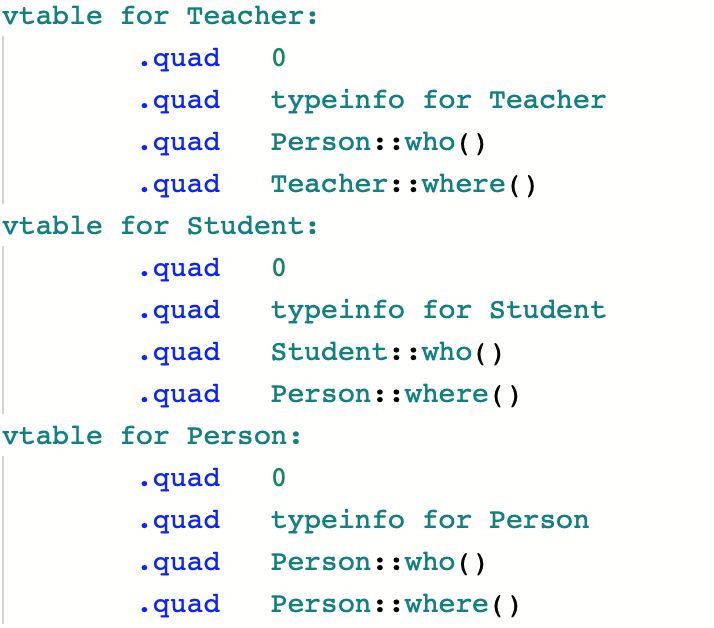 vtable for Teacher:
.quad 0
.quad typeinfo for Teacher
.quad Person::who()
.quad Teacher::where()
vtable for Student:
.quad 0
.quad typeinfo for Student
.quad Student::who()
.quad Person::where()
vtable for Person:
.quad 0
.quad typeinfo for Person
.quad Person::who()
.quad Person::where()